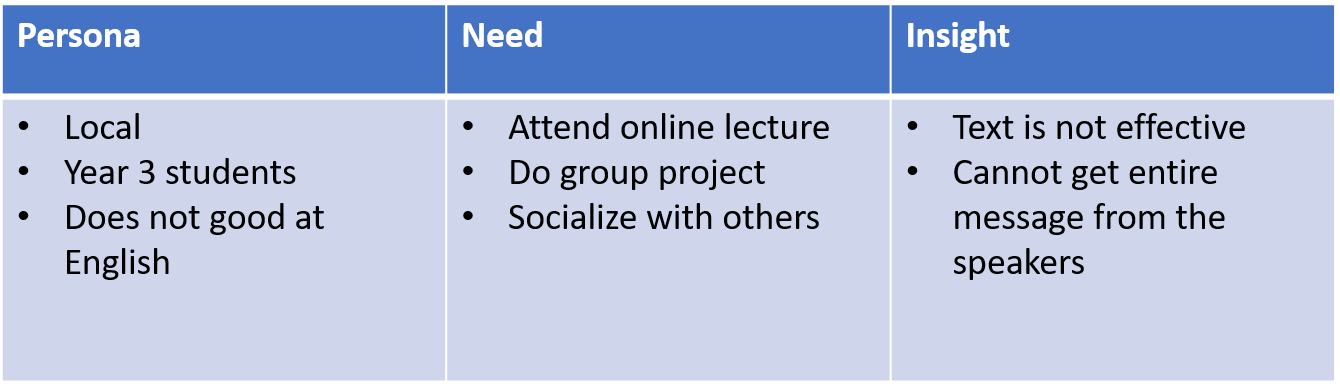 Persona
Need
Insight
• Local
• Year 3 students
• Does not good at
English
• Attend online lecture
• Do group project
• Socialize with others
• Text is not effective
• Cannot get entire
message from the
speakers